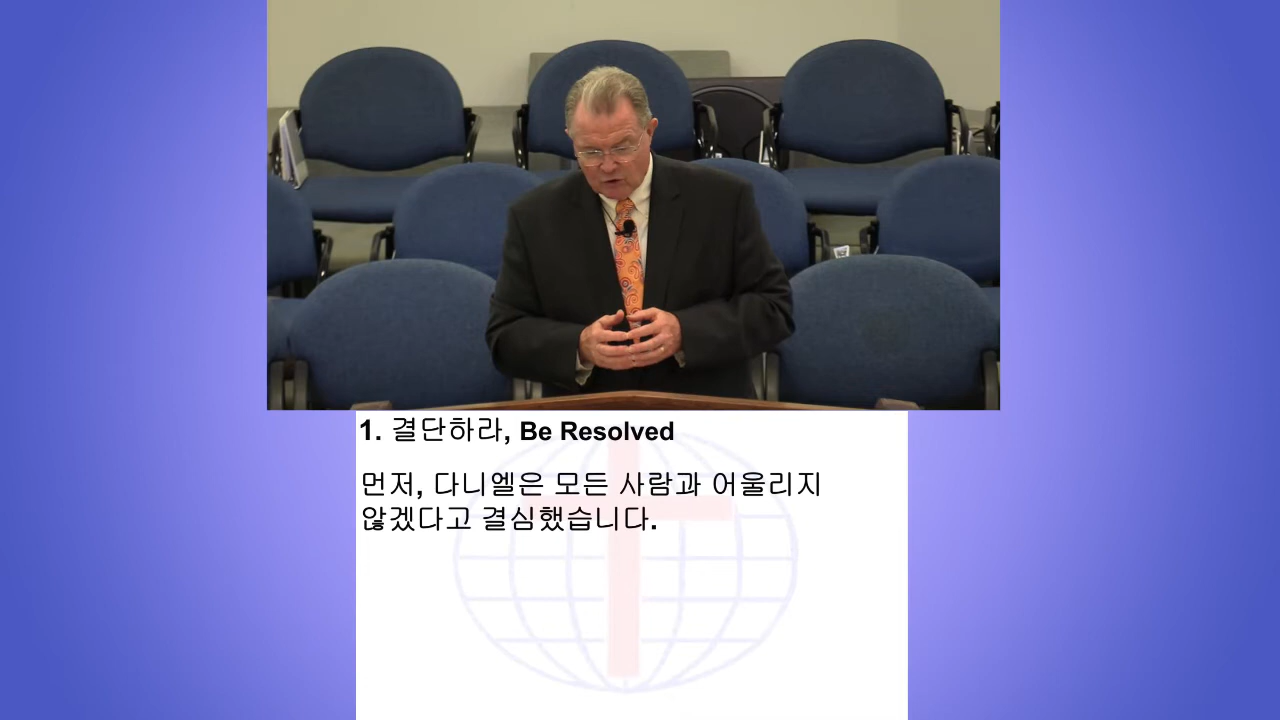 1. 결단하라, Be Resolved
먼저, 다니엘은 모든 사람과 어울리지
않겠다고 결심했습니다.